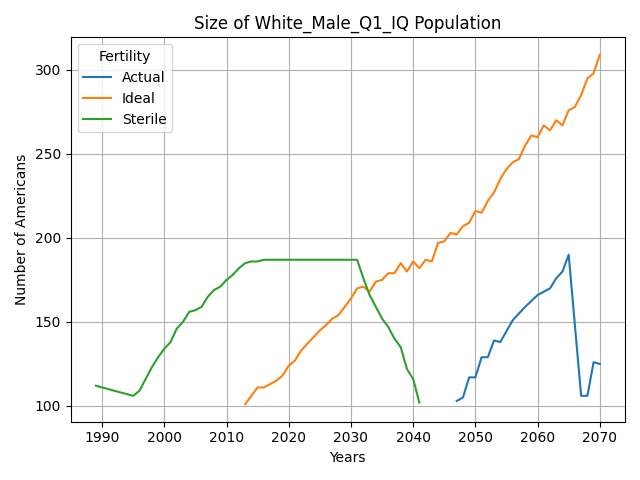 Size of White_Male_Q1_IQ Population
Fertility
Actual
Ideal
Sterile
Number of Americans
300
250
200
150
100
1990 2000 2010 2020 2030 2040 2050 2060 2070
Years